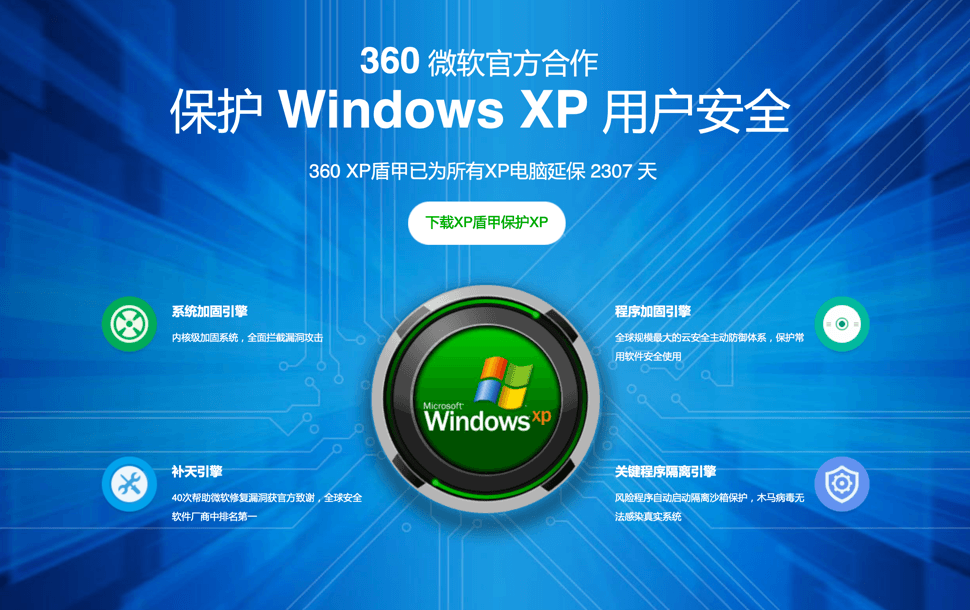 360 微软官方合作
保护 Windows XP 用户安全
360 XP盾甲已为所有XP电脑延保 2307 天
下载XP盾甲保护XP
系统加固引擎
内核级加固系统，全面拦截漏洞攻击
程序加固引擎
全球规模最大的云安全主动防御体系，保护常
用软件安全使用
Microsoft
Windows xp
补天引擎
40次帮助微软修复漏洞获官方致谢，全球安全
软件厂商中排名第一
关键程序隔离引擎
风险程序自动启动隔离沙箱保护，木马病毒无
法感染真实系统